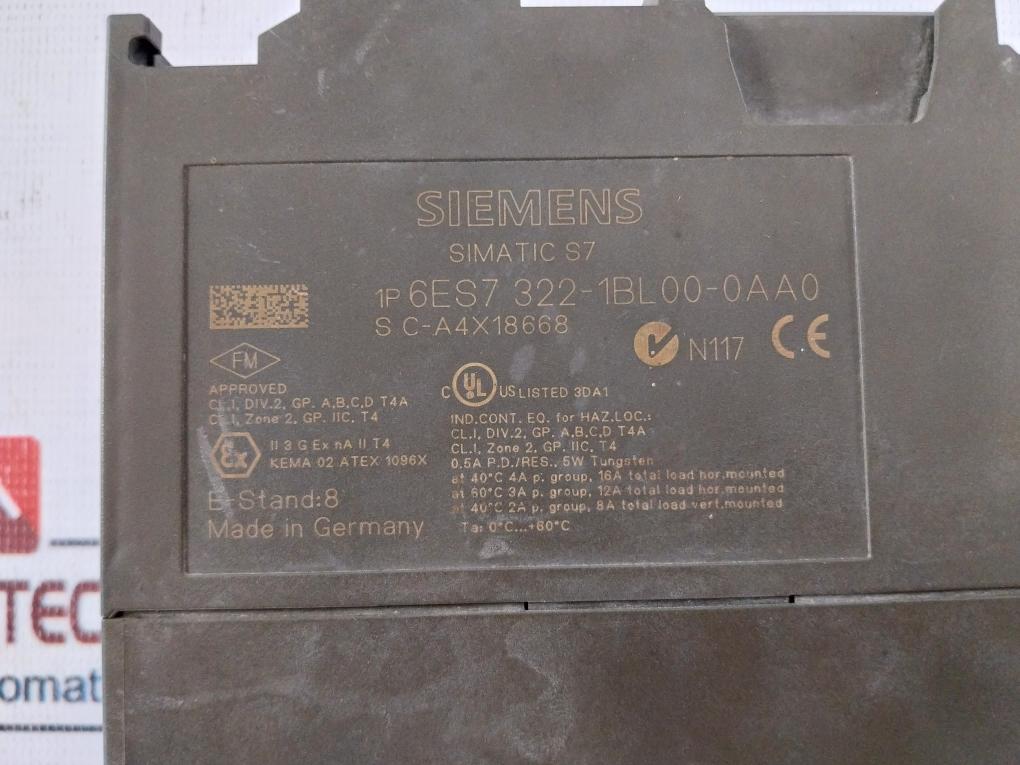 SIEMENS
SIMATIC S7
1P 6ES7 322-1BL00-0AA0
S C-A4X18668
N117 CE
FM
APPROVED
CL.I, DIV.2, GP. A,B,C,D T4A
CL.I, Zone 2, GP. IIC, T4
Ex II 3 G Ex nA II T4
KEMA 02 ATEX 1096X
E-Stand:8
Made in Germany
C UL US LISTED 3DA1
IND.CONT. EQ. for HAZ.LOC.:
CL.I, DIV.2, GP. A,B,C,D T4A
CL.I, Zone 2, GP. IIC, T4
0.5A P.D./RES., 5W Tungsten
at 40°C 4A p. group, 16A total load hor.mounted
at 60°C 3A p. group, 12A total load hor.mounted
at 40°C 2A p. group, 8A total load vert.mounted
Ta: 0°C...+60°C
TEC
omat